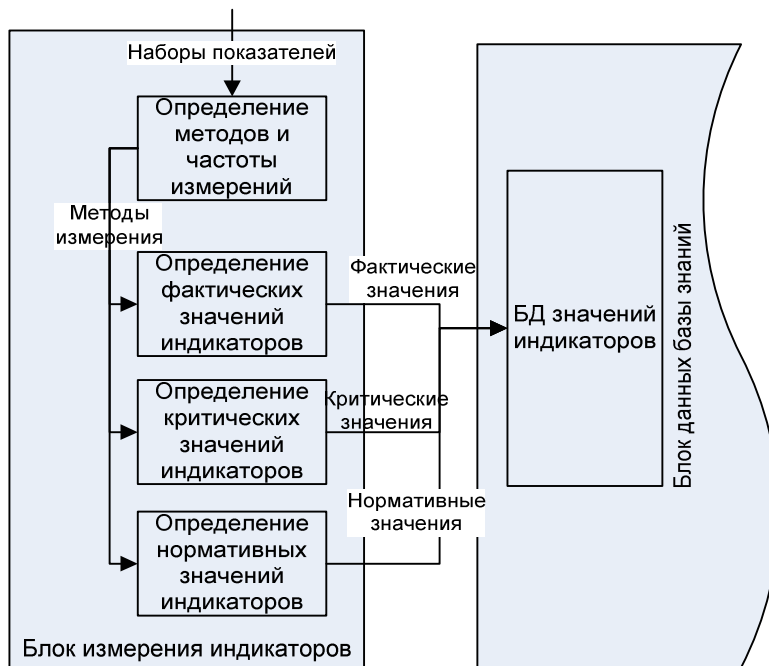 Наборы показателей
Определение
методов и
частоты
измерений
Методы
измерения
Определение
фактических
значений
индикаторов
Фактические
значения
Определение
критических
значений
индикаторов
Критические
значения
Определение
нормативных
значений
индикаторов
Нормативные
значения
Блок измерения индикаторов
БД значений
индикаторов
Блок данных базы знаний